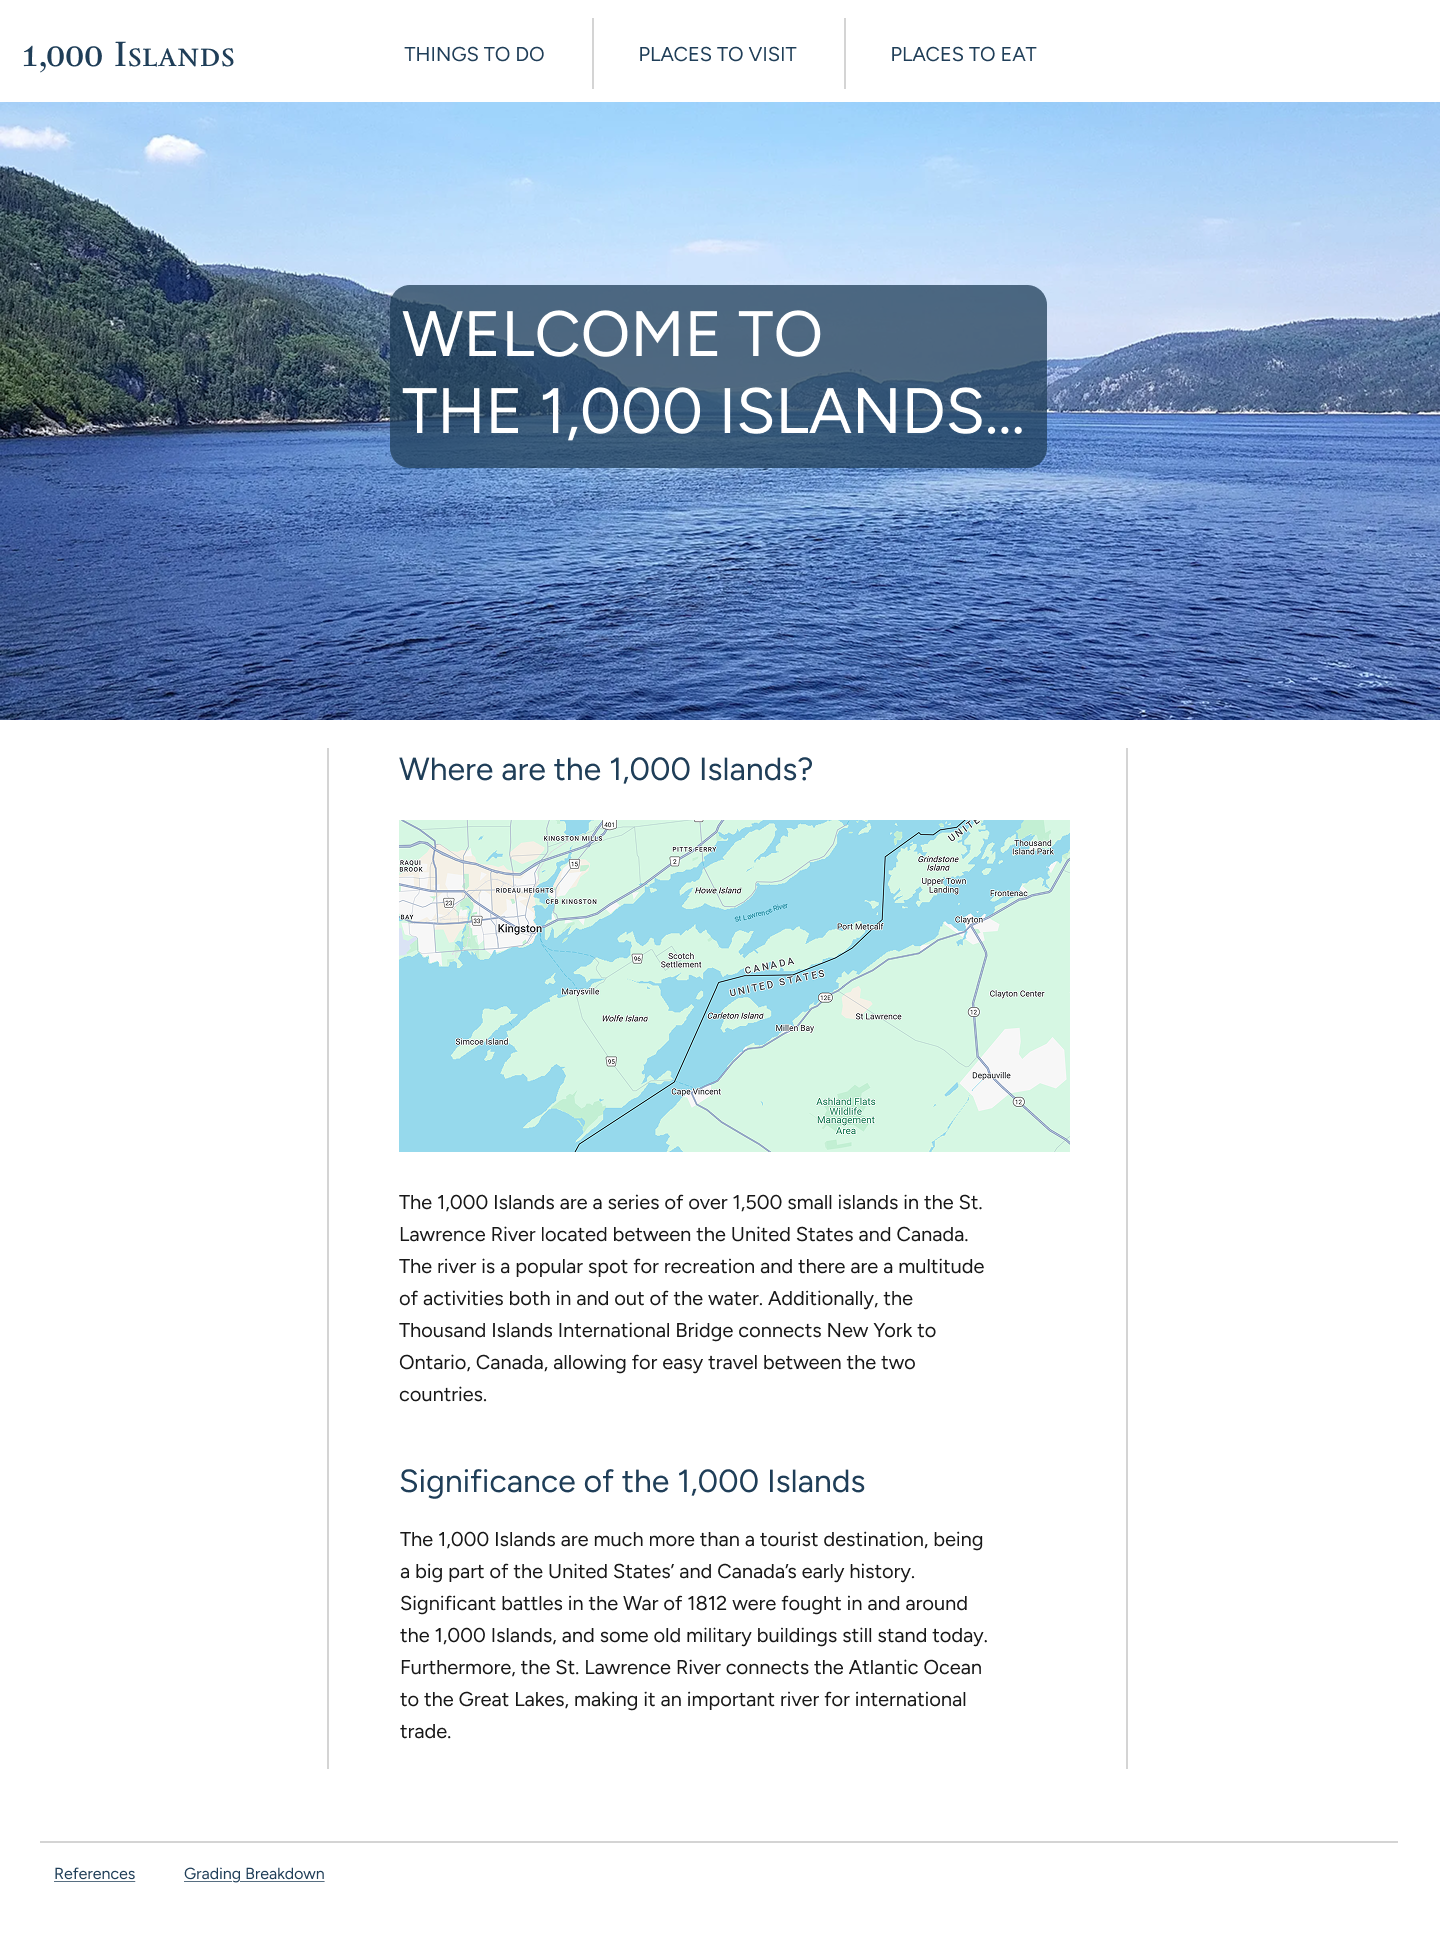 1,000 Islands
THINGS TO DO
PLACES TO VISIT
PLACES TO EAT
WELCOME TO
THE 1,000 ISLANDS...
Where are the 1,000 Islands?
401
UNITE
KINGSTON MILLS
Thousand
Island Park
PITTS FERRY
RAQUI
BROOK
15
2
Grindstone
Island
Upper Town
Landing
RIDEAU HEIGHTS
Howe Island
Frontenac
23
CFB KINGSTON
BAY
33
St Lawrence River
Clayton
Kingston
Port Metcalf
96
Scotch
Settlement
CANADA
UNITED STATES
Marysville
12E
Clayton Center
Wolfe Island
Carleton Island
St Lawrence
12
Millen Bay
Simcoe Island
95
Depauville
Cape Vincent
Ashland Flats
Wildlife
Management
Area
12
The 1,000 Islands are a series of over 1,500 small islands in the St.
Lawrence River located between the United States and Canada.
The river is a popular spot for recreation and there are a multitude
of activities both in and out of the water. Additionally, the
Thousand Islands International Bridge connects New York to
Ontario, Canada, allowing for easy travel between the two
countries.
Significance of the 1,000 Islands
The 1,000 Islands are much more than a tourist destination, being
a big part of the United States’ and Canada’s early history.
Significant battles in the War of 1812 were fought in and around
the 1,000 Islands, and some old military buildings still stand today.
Furthermore, the St. Lawrence River connects the Atlantic Ocean
to the Great Lakes, making it an important river for international
trade.
References
Grading Breakdown